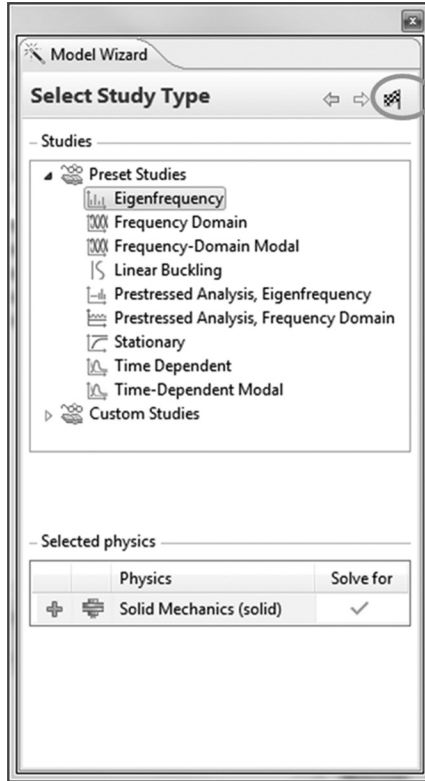 Model Wizard
Select Study Type
Studies
Preset Studies
Eigenfrequency
Frequency Domain
Frequency-Domain Modal
Linear Buckling
Prestressed Analysis, Eigenfrequency
Prestressed Analysis, Frequency Domain
Stationary
Time Dependent
Time-Dependent Modal
Custom Studies
Selected physics
Physics Solve for
Solid Mechanics (solid)